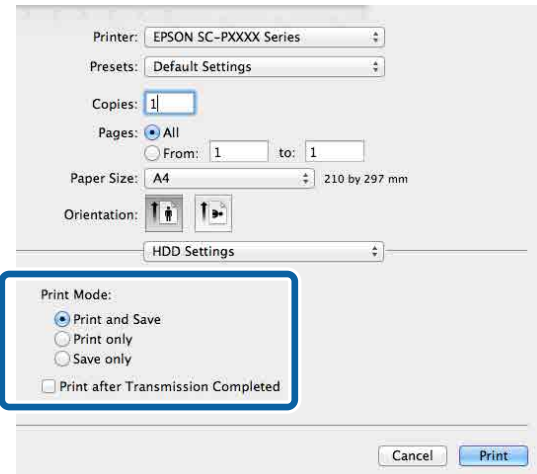 Printer: EPSON SC-PXXXX Series
Presets: Default Settings
Copies: 1
Pages: All
From: 1 to: 1
Paper Size: A4 210 by 297 mm
Orientation:
HDD Settings
Print Mode:
Print and Save
Print only
Save only
Print after Transmission Completed
Cancel Print